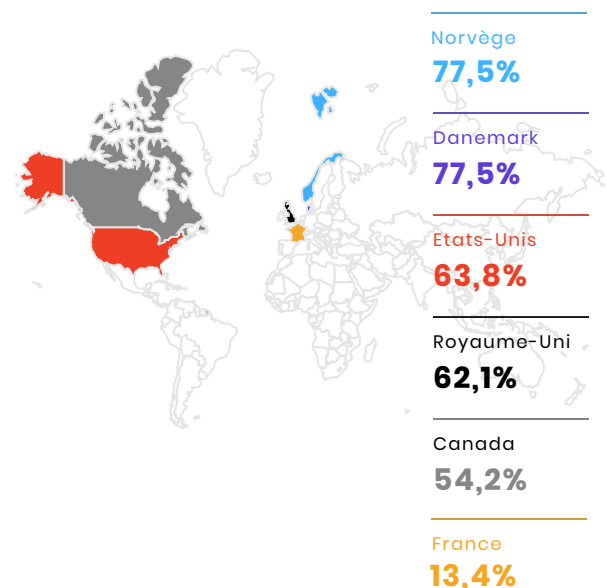 Norvège
77,5%
Danemark
77,5%
Etats-Unis
63,8%
Royaume-Uni
62,1%
Canada
54,2%
France
13,4%